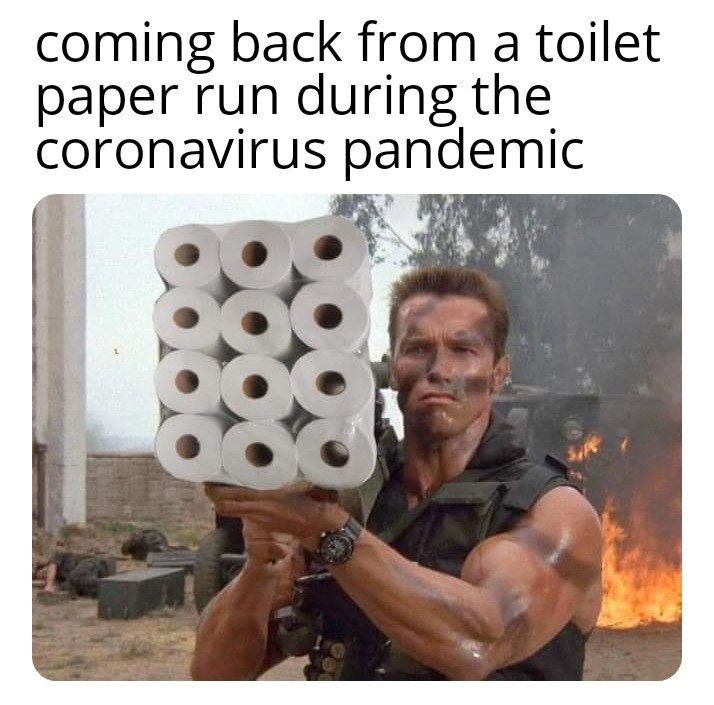 coming back from a toilet
paper run during the
coronavirus pandemic